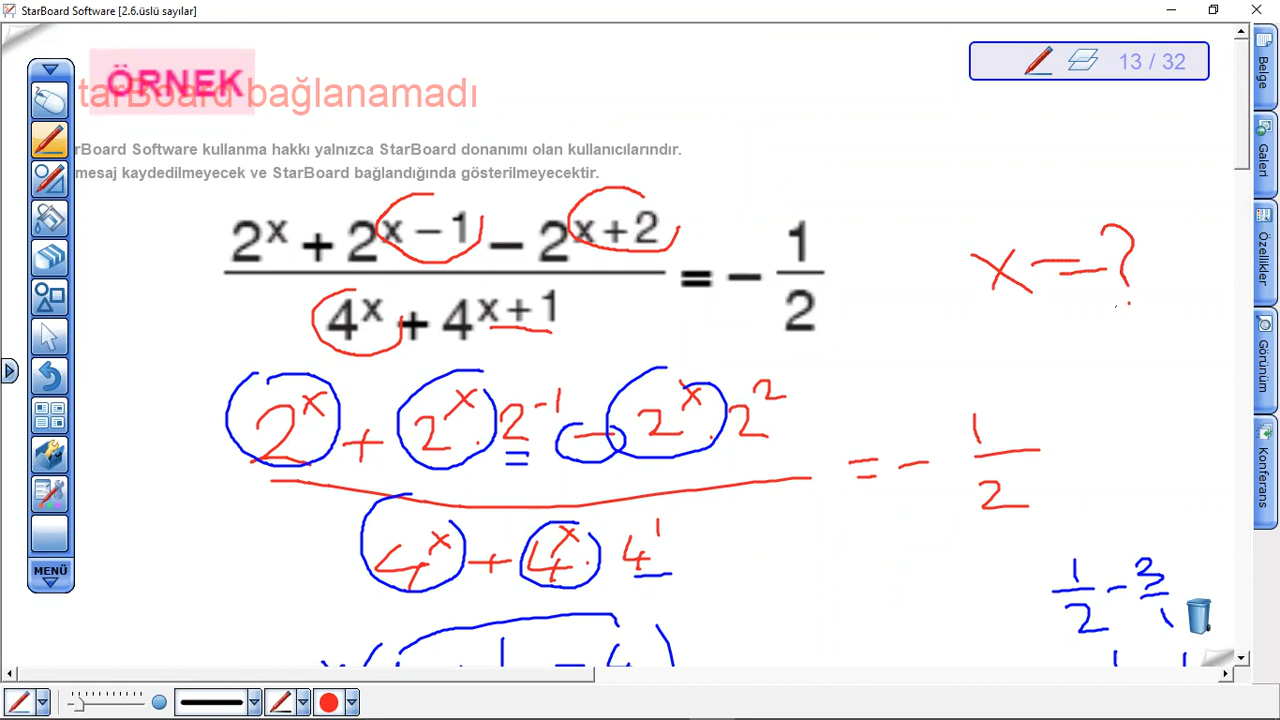 StarBoard Software [2.6.üslü sayılar]
ÖRNEK
tarBoard bağlanamadı
13 / 32
rBoard Software kullanma hakkı yalnızca StarBoard donanımı olan kullanıcılarındır.
mesaj kaydedilmeyecek ve StarBoard bağlandığında gösterilmeyecektir.
2^x + 2^(x − 1) − 2^(x + 2)
4^x + 4^(x + 1)
= − 1/2
x = ?
2^x + 2^x . 2^-1 − 2^x . 2^2
4^x + 4^x . 4^1
= − 1/2
1/2 − 3/1
MENÜ
Belge
Galeri
Özellikler
Görünüm
Konferans